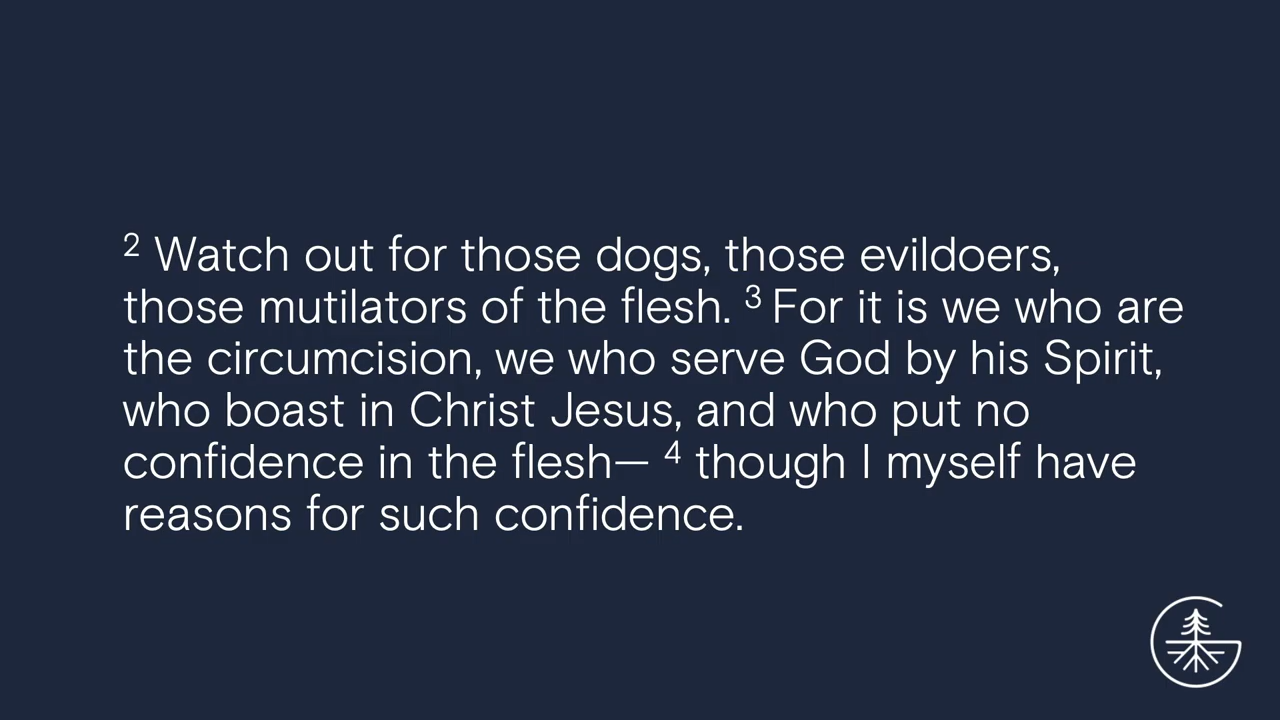 2 Watch out for those dogs, those evildoers,
those mutilators of the flesh. 3 For it is we who are
the circumcision, we who serve God by his Spirit,
who boast in Christ Jesus, and who put no
confidence in the flesh— 4 though I myself have
reasons for such confidence.